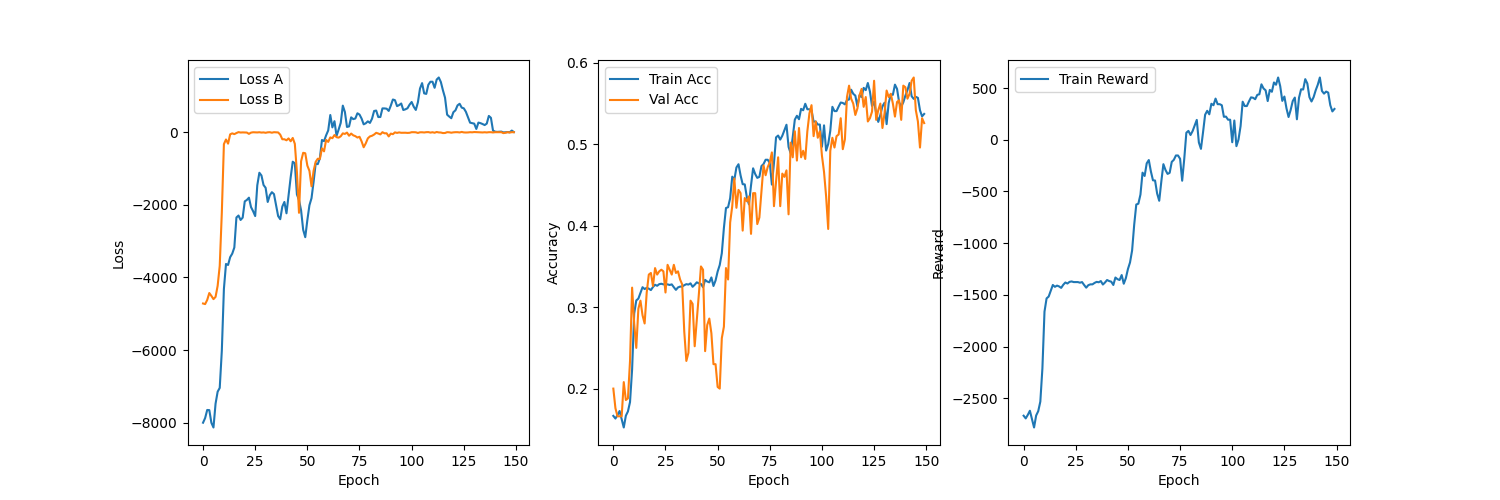 Loss A
Loss B
0
−2000
−4000
−6000
−8000
Loss
0 25 50 75 100 125 150
Epoch
Train Acc
Val Acc
0.6
0.5
0.4
0.3
0.2
Accuracy
0 25 50 75 100 125 150
Epoch
Train Reward
500
0
−500
−1000
−1500
−2000
−2500
Reward
0 25 50 75 100 125 150
Epoch